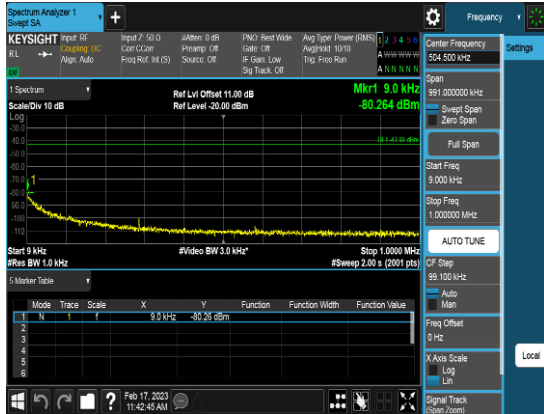 Spectrum Analyzer 1
Swept SA
+
Frequency
KEYSIGHT
Input: RF
Coupling: DC
Align: Auto
Input Z: 50 Ω
Corr CCorr
Freq Ref: Int (S)
#Atten: 0 dB
Preamp: Off
Source: Off
PNO: Best Wide
Gate: Off
IF Gain: Low
Sig Track: Off
Avg Type: Power (RMS)
Avg|Hold: 10/10
Trig: Free Run
1 2 3 4 5 6
A W W W W W
A N N N N N
RL
LXI
1 Spectrum
Scale/Div 10 dB
Ref Lvl Offset 11.00 dB
Ref Level -20.00 dBm
Mkr1 9.0 kHz
-80.264 dBm
Log
-30.0
-40.0
-50.0
-60.0
-70.0
-80.0
-90.0
-100
-110
1
Start 9 kHz
#Res BW 1.0 kHz
#Video BW 3.0 kHz*
Stop 1.0000 MHz
#Sweep 2.00 s (2001 pts)
5 Marker Table
Mode Trace Scale X Y Function Function Width Function Value
1 N 1 f 9.0 kHz -80.26 dBm
2
3
4
5
6
Feb 17, 2023
11:42:45 AM
?
Center Frequency
504.500 kHz
Span
991.000000 kHz
Swept Span
Zero Span
Full Span
Start Freq
9.000 kHz
Stop Freq
1.000000 MHz
AUTO TUNE
CF Step
99.100 kHz
Auto
Man
Freq Offset
0 Hz
X Axis Scale
Log
Lin
Signal Track
(Span Zoom)
Settings
Local